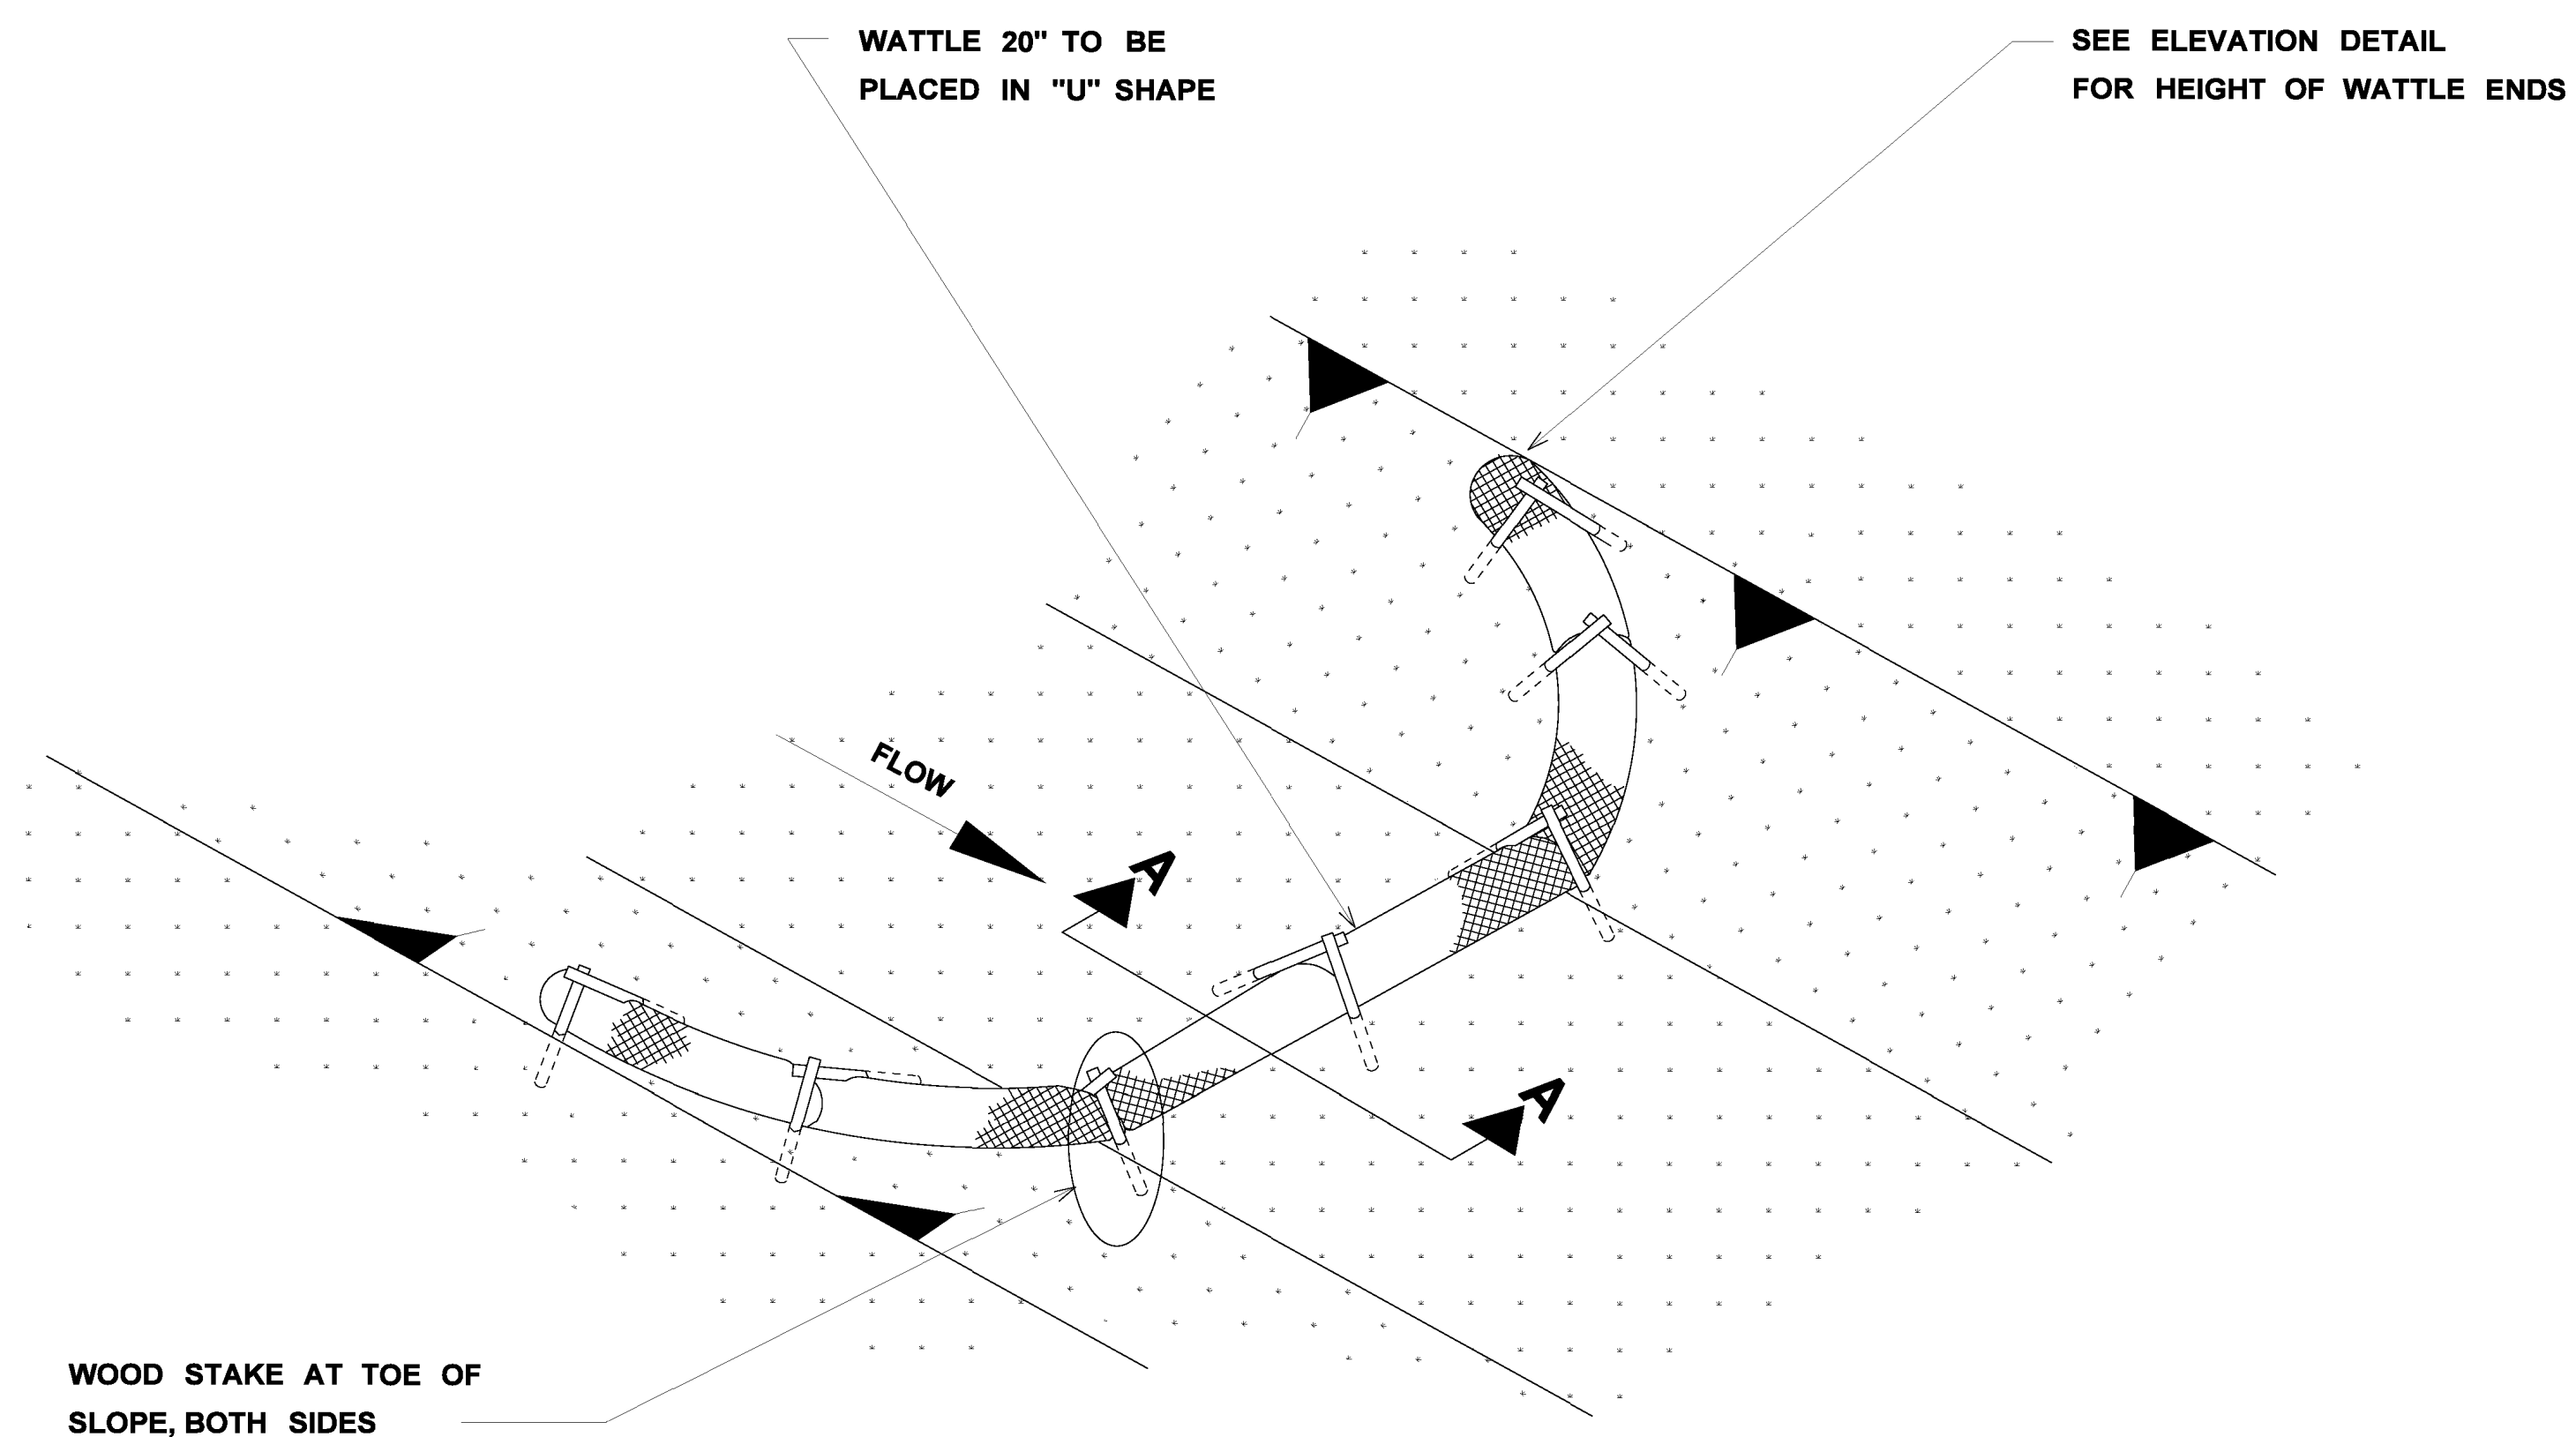 WATTLE 20" TO BE
PLACED IN "U" SHAPE
SEE ELEVATION DETAIL
FOR HEIGHT OF WATTLE ENDS
FLOW
A
A
WOOD STAKE AT TOE OF
SLOPE, BOTH SIDES